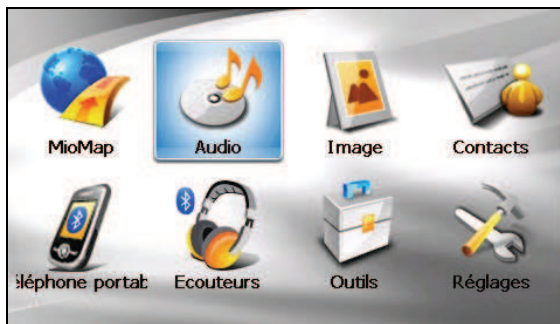 MioMap
Audio
Image
Contacts
éléphone portab
Ecouteurs
Outils
Réglages